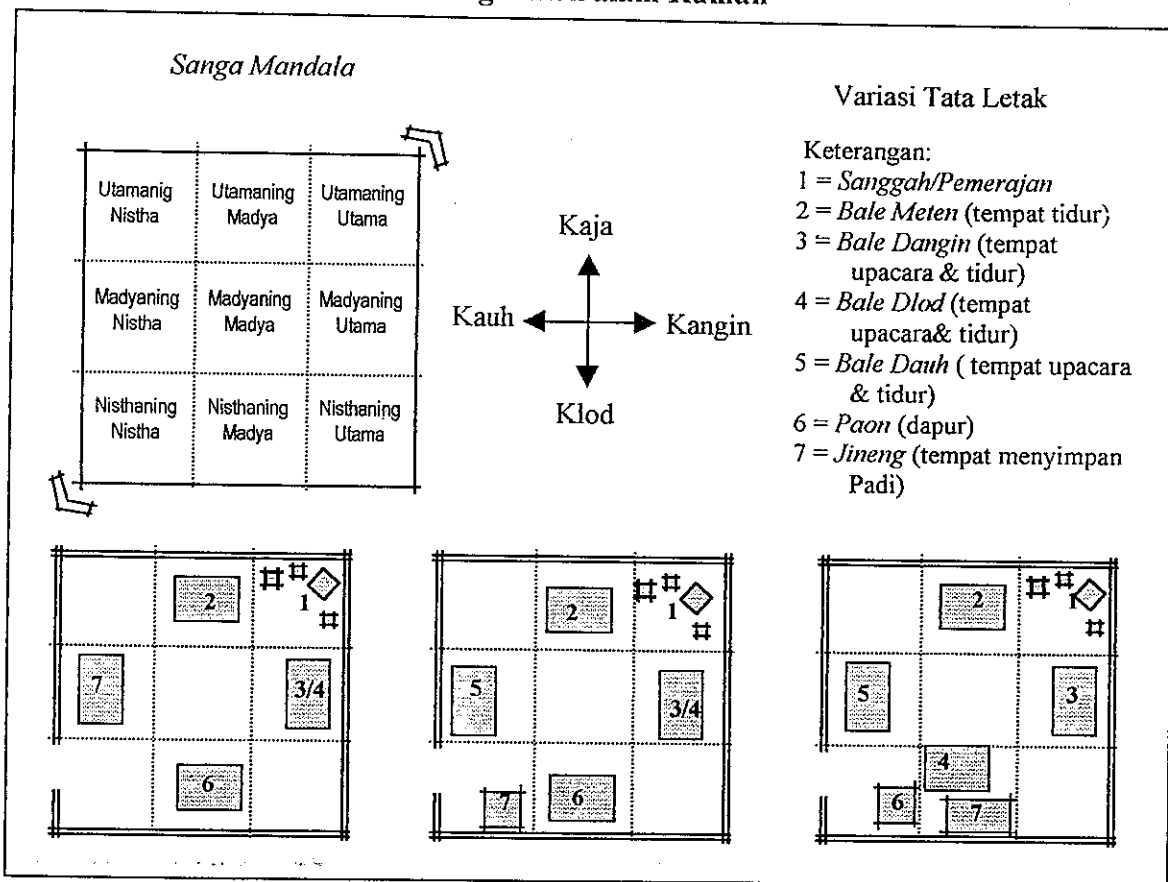 Sanga Mandala
Utamanig Nistha
Utamaning Madya
Utamaning Utama
Madyaning Nistha
Madyaning Madya
Madyaning Utama
Nisthaning Nistha
Nisthaning Madya
Nisthaning Utama
Kaja
Kauh
Kangin
Klod
Variasi Tata Letak
Keterangan:
1 = Sanggah/Pemerajan
2 = Bale Meten (tempat tidur)
3 = Bale Dangin (tempat
upacara & tidur)
4 = Bale Dlod (tempat
upacara& tidur)
5 = Bale Dauh ( tempat upacara
& tidur)
6 = Paon (dapur)
7 = Jineng (tempat menyimpan
Padi)
2
1
7
3/4
6
2
1
5
3/4
7
6
2
1
5
3
4
6
7